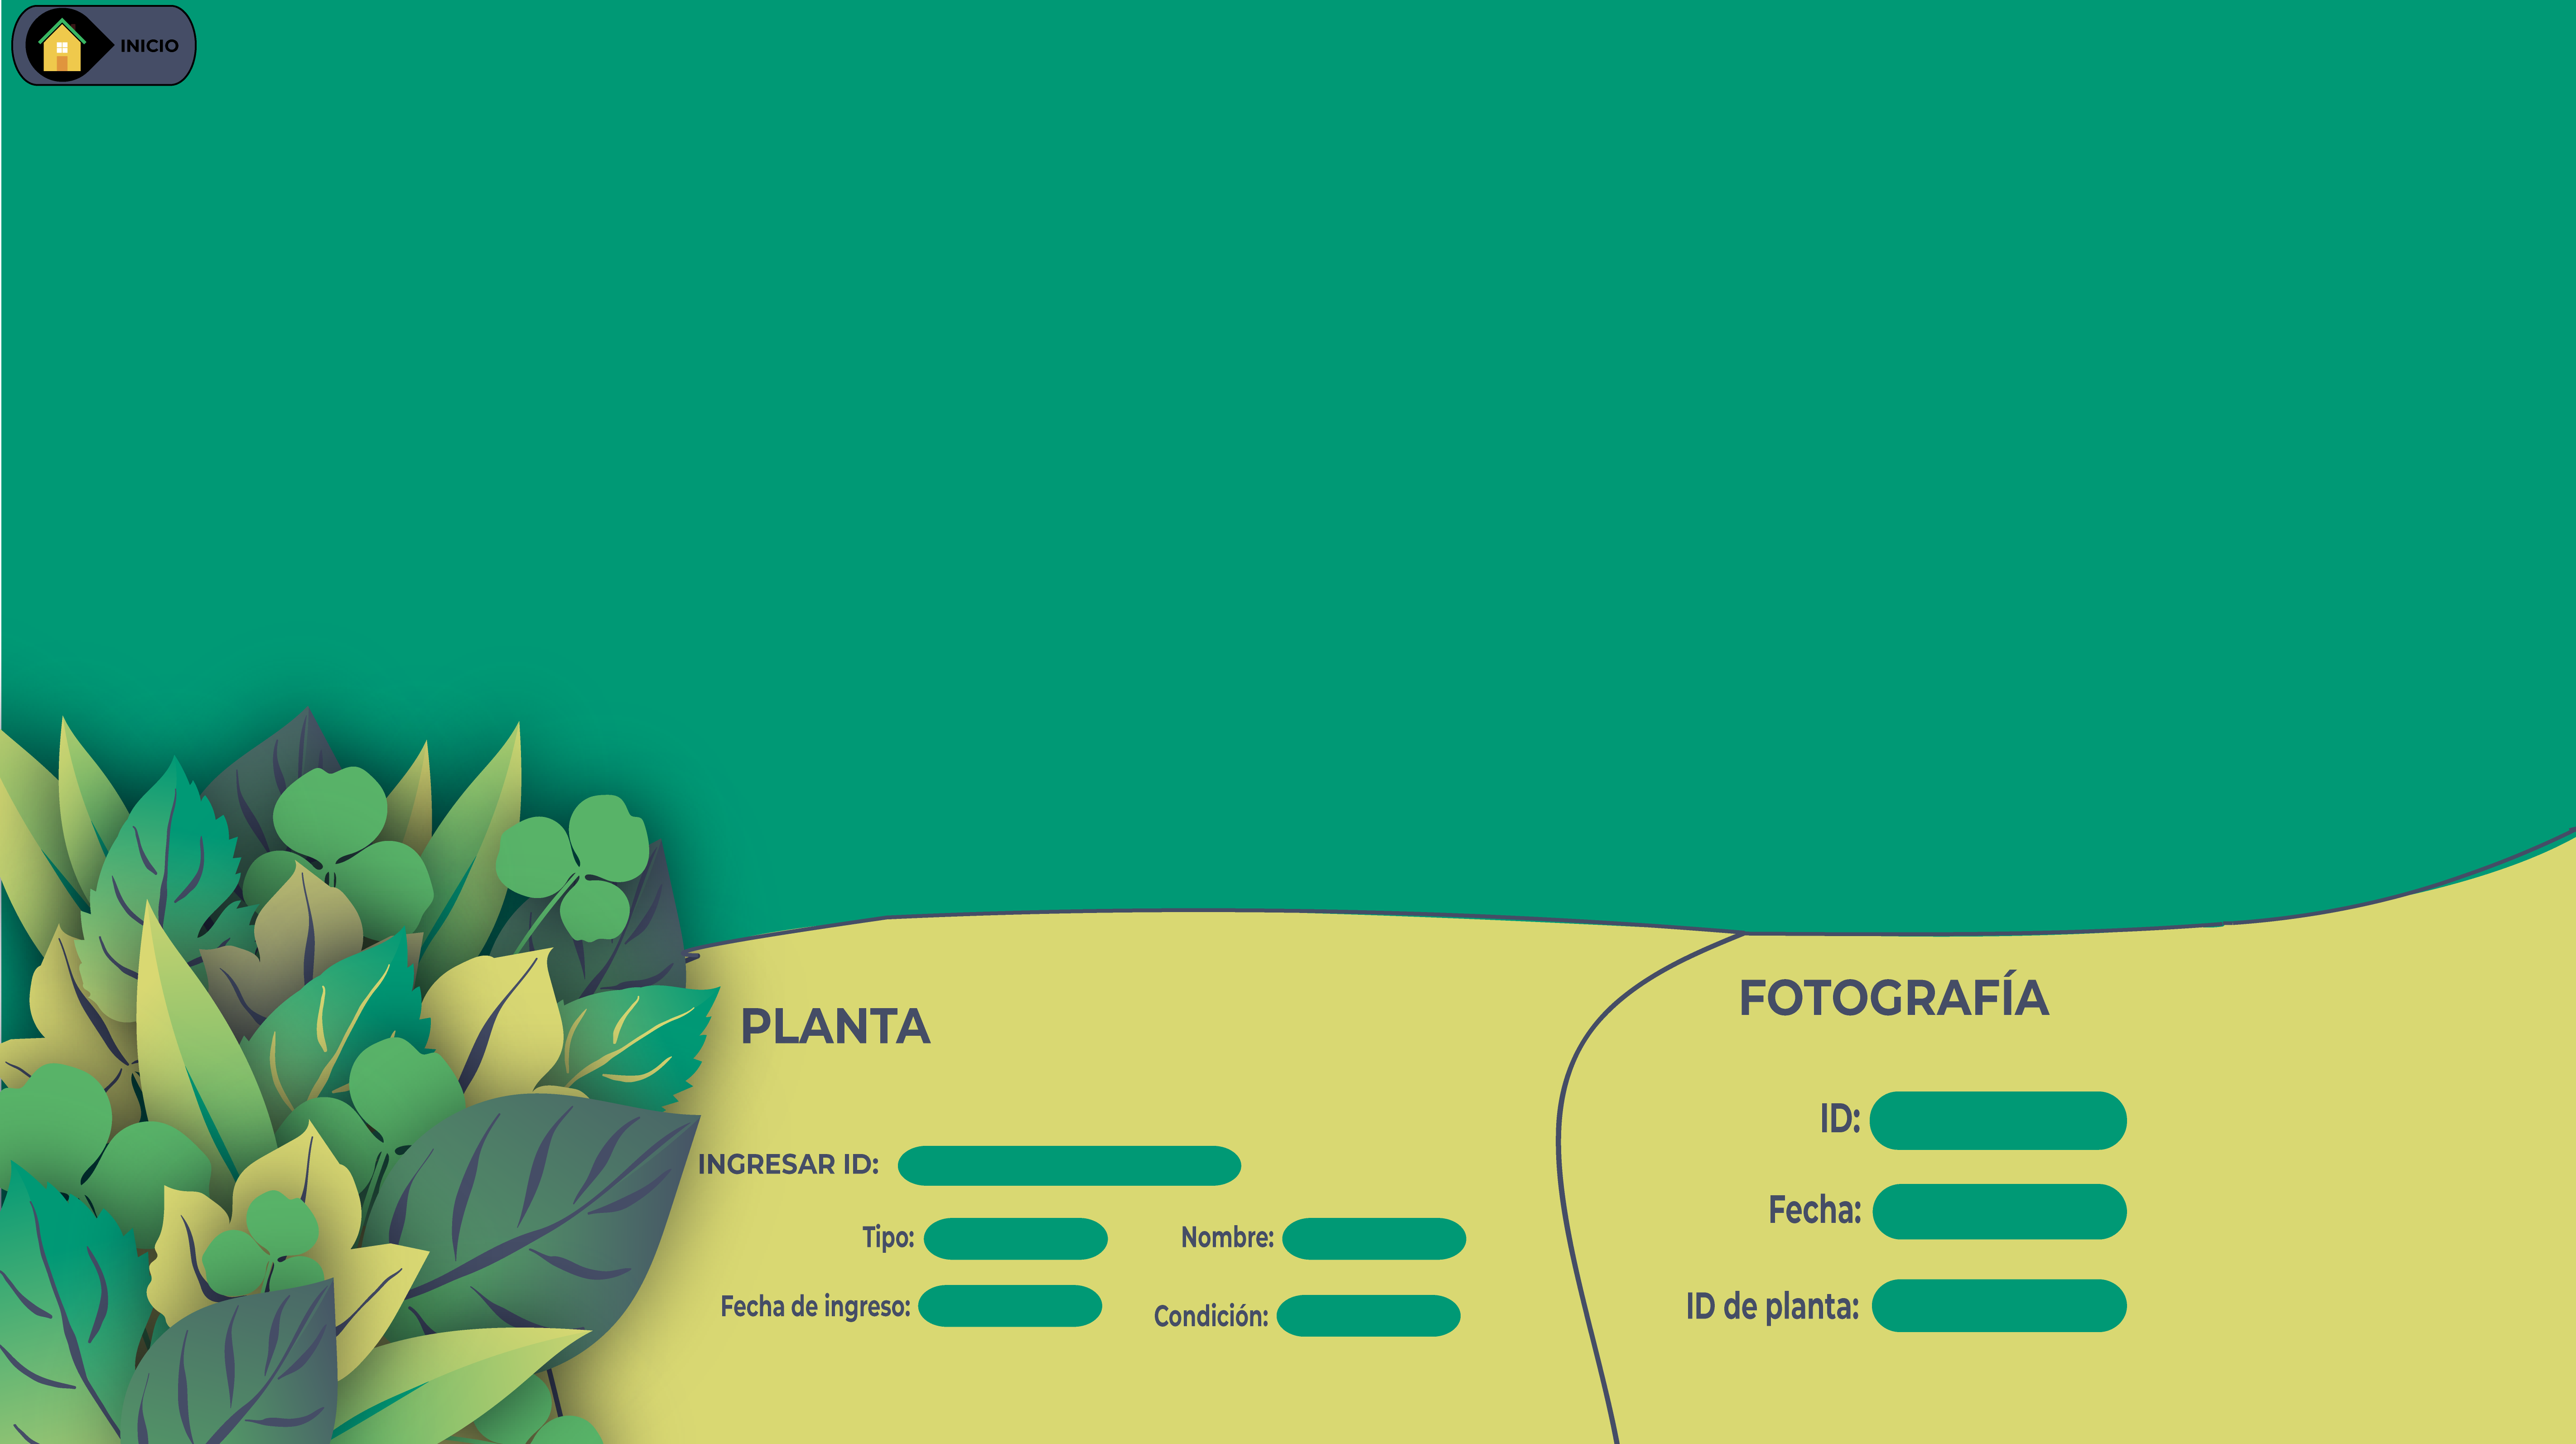 INICIO
PLANTA
INGRESAR ID:
Tipo:
Nombre:
Fecha de ingreso:
Condición:
FOTOGRAFÍA
ID:
Fecha:
ID de planta: